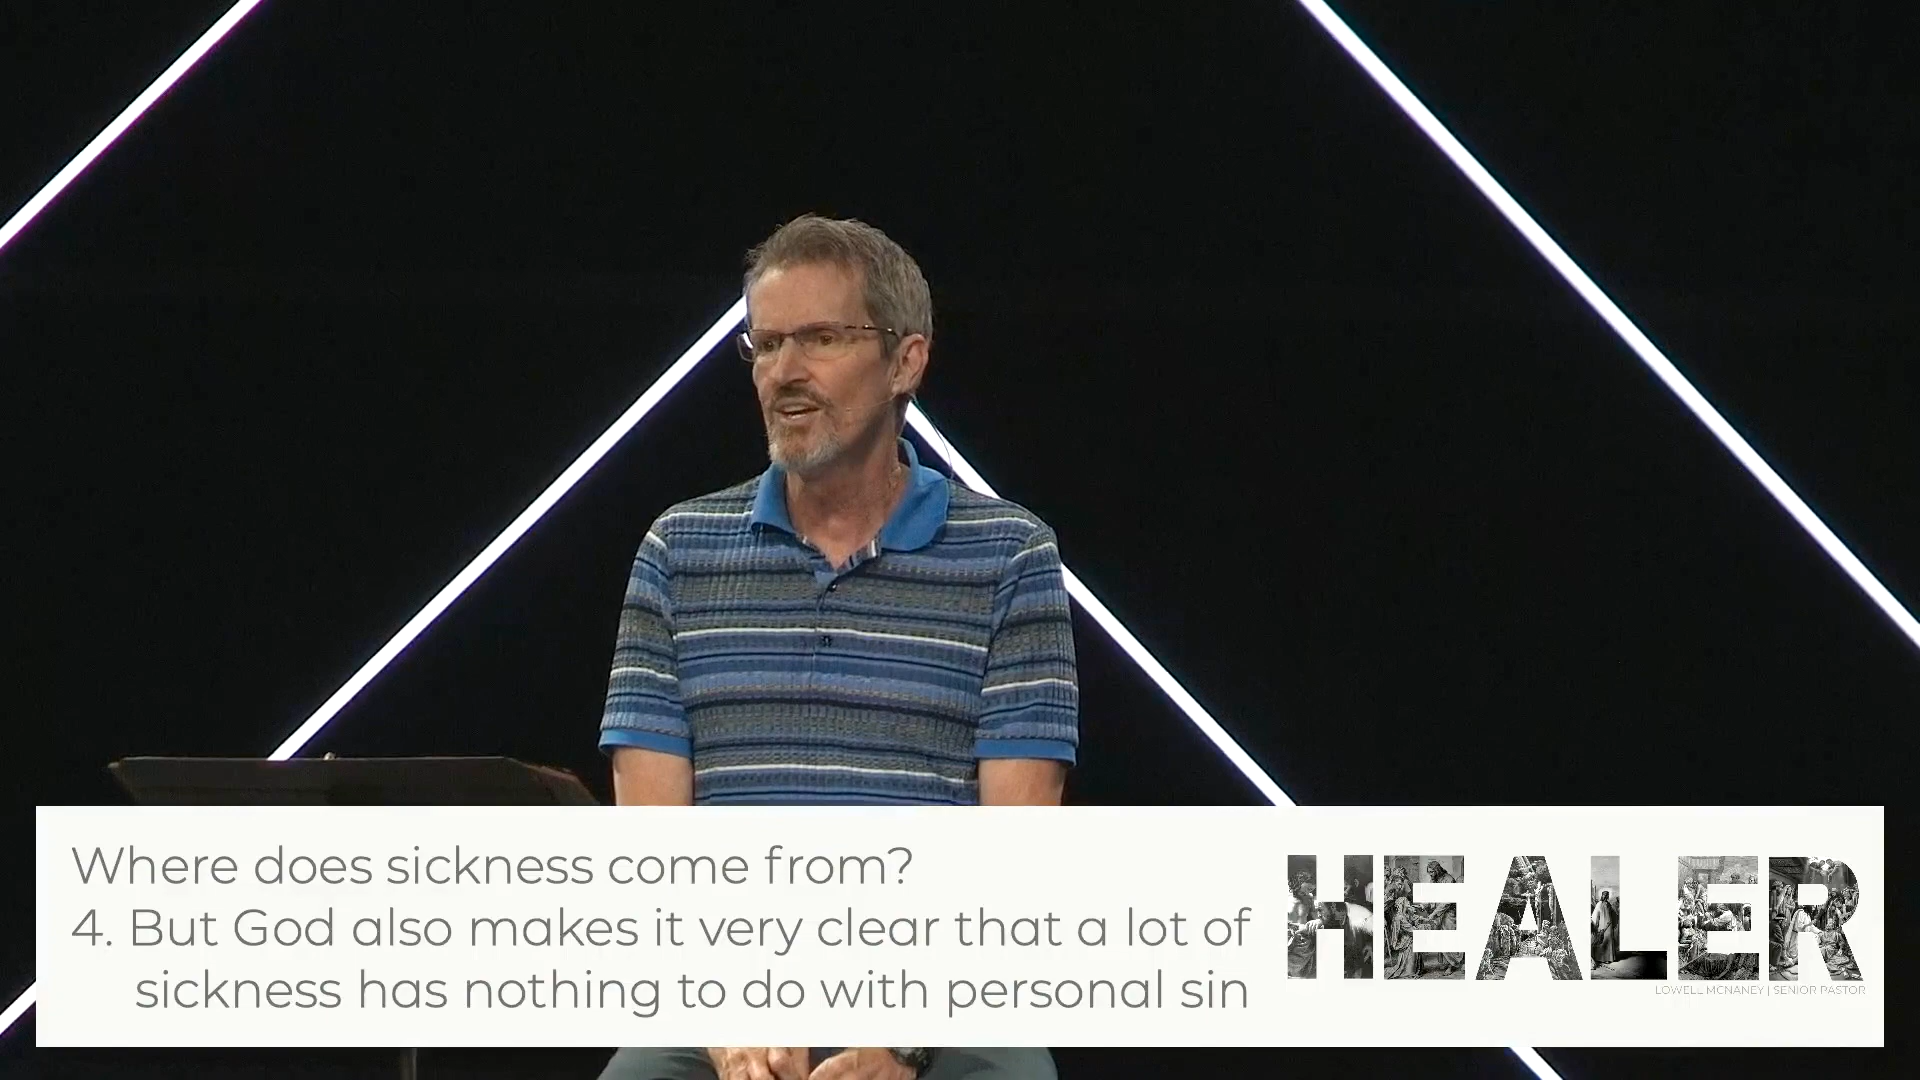 Where does sickness come from?
4. But God also makes it very clear that a lot of
sickness has nothing to do with personal sin
HEALER
LOWELL MCNANEY | SENIOR PASTOR